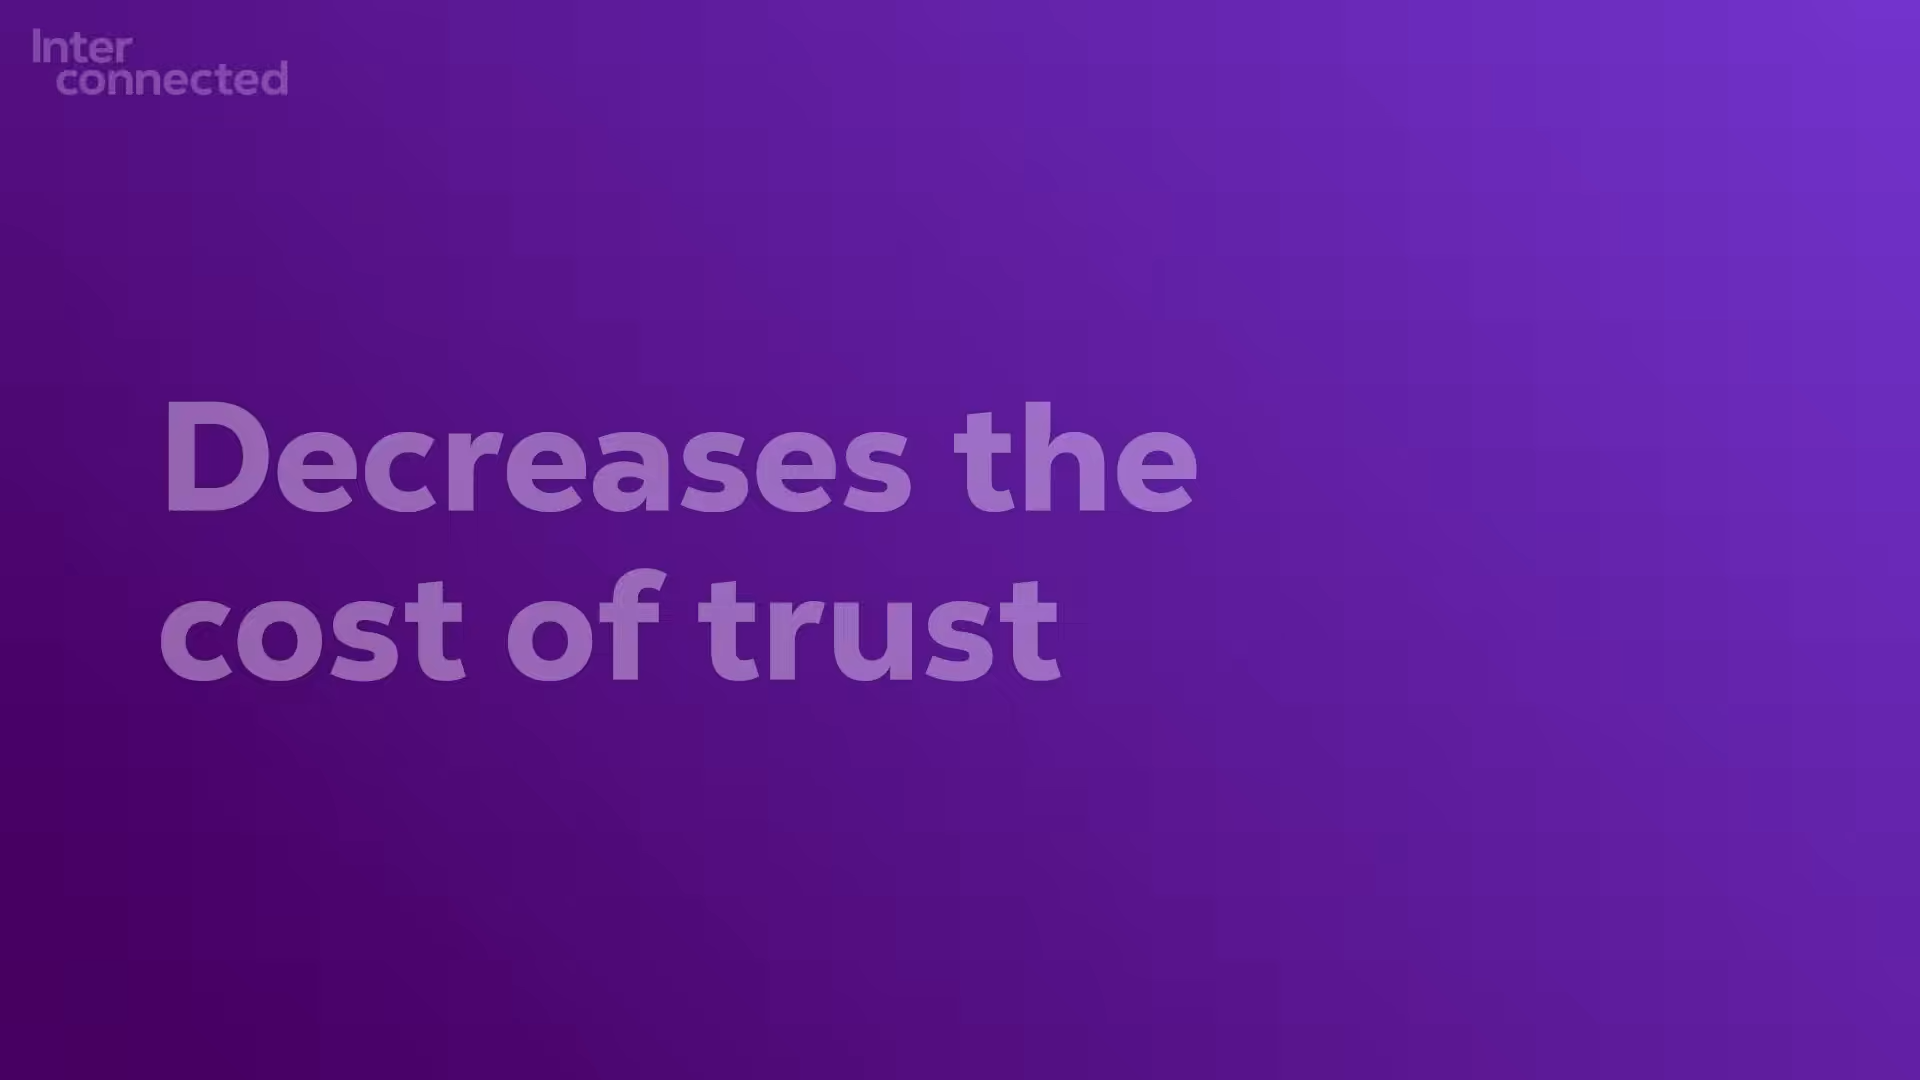 Inter
connected
Decreases the
cost of trust